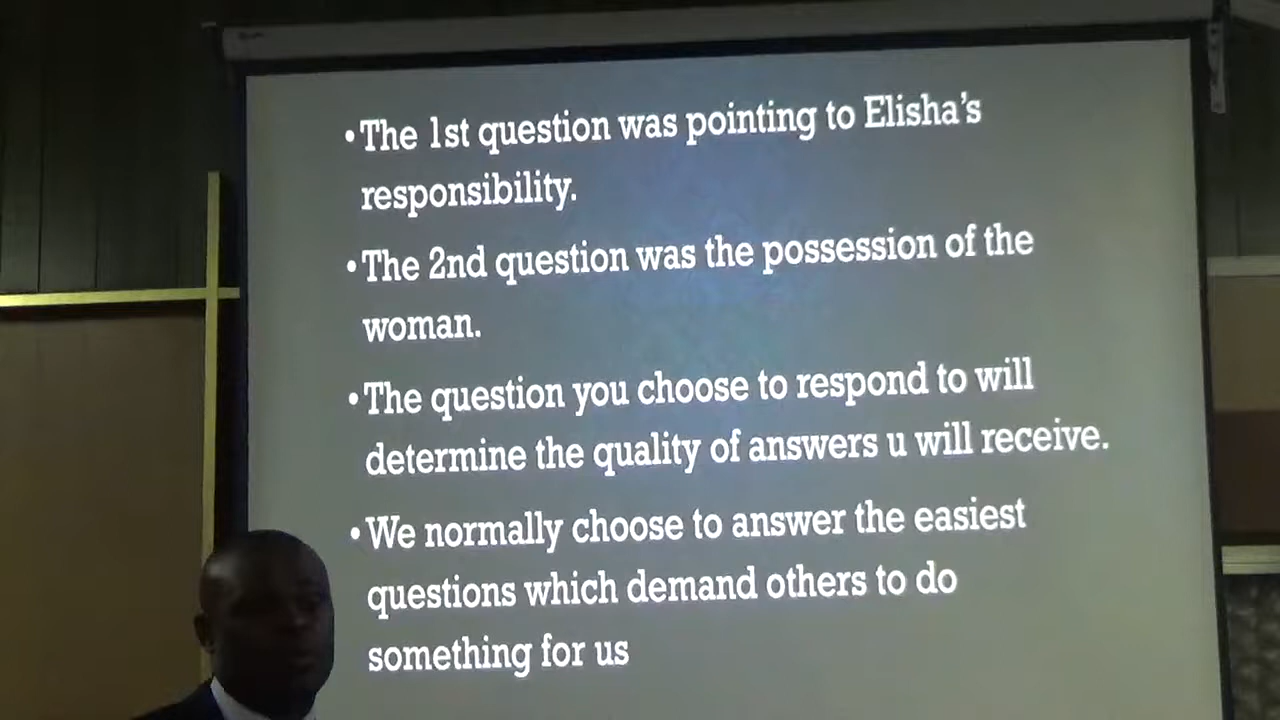 •The 1st question was pointing to Elisha’s
responsibility.
•The 2nd question was the possession of the
woman.
•The question you choose to respond to will
determine the quality of answers u will receive.
•We normally choose to answer the easiest
questions which demand others to do
something for us